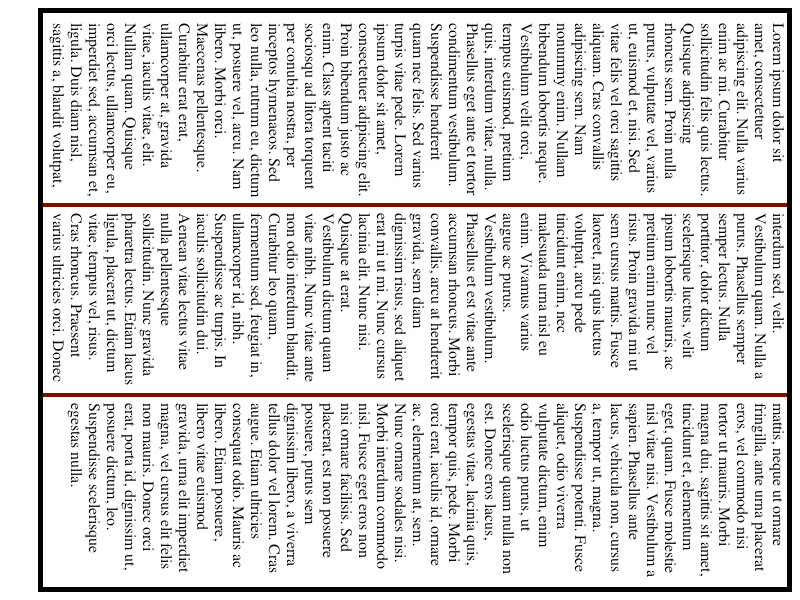 Lorem ipsum dolor sit
amet, consectetuer
adipiscing elit. Nulla varius
enim ac mi. Curabitur
sollicitudin felis quis lectus.
Quisque adipiscing
rhoncus sem. Proin nulla
purus, vulputate vel, varius
ut, euismod et, nisi. Sed
vitae felis vel orci sagittis
aliquam. Cras convallis
adipiscing sem. Nam
nonummy enim. Nullam
bibendum lobortis neque.
Vestibulum velit orci,
tempus euismod, pretium
quis, interdum vitae, nulla.
Phasellus eget ante et tortor
condimentum vestibulum.
Suspendisse hendrerit
quam nec felis. Sed varius
turpis vitae pede. Lorem
ipsum dolor sit amet,
consectetuer adipiscing elit.
Proin bibendum justo ac
enim. Class aptent taciti
sociosqu ad litora torquent
per conubia nostra, per
inceptos hymenaeos. Sed
leo nulla, rutrum eu, dictum
ut, posuere vel, arcu. Nam
libero. Morbi orci.
Maecenas pellentesque.
Curabitur erat erat,
ullamcorper at, gravida
vitae, iaculis vitae, elit.
Nullam quam. Quisque
orci lectus, ullamcorper eu,
imperdiet sed, accumsan et,
ligula. Duis diam nisl,
sagittis a, blandit volutpat,
interdum sed, velit.
Vestibulum quam. Nulla a
purus. Phasellus semper
semper lectus. Nulla
porttitor, dolor dictum
scelerisque luctus, velit
ipsum lobortis mauris, ac
pretium enim nunc vel
risus. Proin gravida mi ut
sem cursus mattis. Fusce
laoreet, nisi quis luctus
volutpat, arcu pede
tincidunt enim, nec
malesuada urna nisl eu
enim. Vivamus varius
augue ac purus.
Vestibulum vestibulum.
Phasellus et est vitae ante
accumsan rhoncus. Morbi
convallis, arcu at hendrerit
gravida, sem diam
dignissim risus, sed aliquet
erat mi ut mi. Nunc cursus
lacinia elit. Nunc nisi.
Quisque at erat.
Vestibulum dictum quam
vitae nibh. Nunc vitae ante
non odio interdum blandit.
Curabitur leo quam,
fermentum sed, feugiat in,
ullamcorper id, nibh.
Suspendisse ac turpis. In
iaculis sollicitudin dui.
Aenean vitae lectus vitae
nulla pellentesque
sollicitudin. Nunc gravida
pharetra lectus. Etiam lacus
ligula, placerat ut, dictum
vitae, tempus vel, risus.
Cras rhoncus. Praesent
varius ultricies orci. Donec
mattis, neque ut ornare
fringilla, ante urna placerat
eros, vel commodo nisi
tortor ut mauris. Morbi
magna dui, sagittis sit amet,
tincidunt et, elementum
eget, quam. Fusce molestie
nisl vitae nisi. Vestibulum a
sapien. Phasellus ante
lacus, vehicula non, cursus
a, tempor ut, magna.
Suspendisse potenti. Fusce
aliquet, odio viverra
vulputate dictum, enim
odio luctus purus, ut
scelerisque quam nulla non
est. Donec eros lacus,
egestas vitae, lacinia quis,
tempor quis, pede. Morbi
orci erat, iaculis id, ornare
ac, elementum at, sem.
Nunc ornare sodales nisi.
Morbi interdum commodo
nisl. Fusce eget eros non
nisi ornare facilisis. Sed
placerat, est non posuere
posuere, purus sem
dignissim libero, a viverra
tellus dolor vel lorem. Cras
augue. Etiam ultricies
consequat odio. Mauris ac
libero. Etiam posuere,
libero vitae euismod
gravida, urna elit imperdiet
magna, vel cursus elit felis
non mauris. Donec orci
erat, porta id, dignissim ut,
posuere dictum, leo.
Suspendisse scelerisque
egestas nulla.